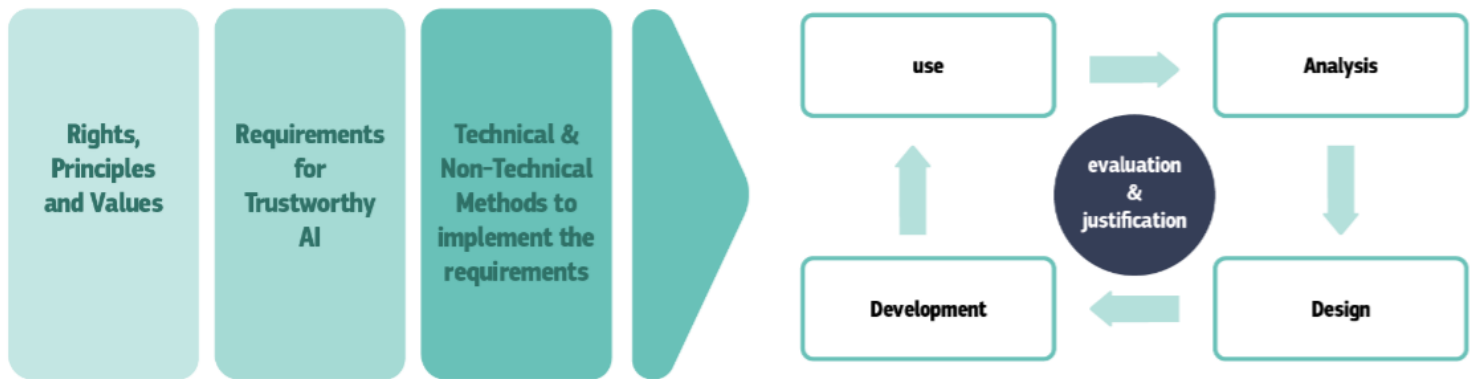 Rights,
Principles
and Values
Requirements
for
Trustworthy
AI
Technical &
Non-Technical
Methods to
implement the
requirements
use
Analysis
evaluation
&
justification
Development
Design